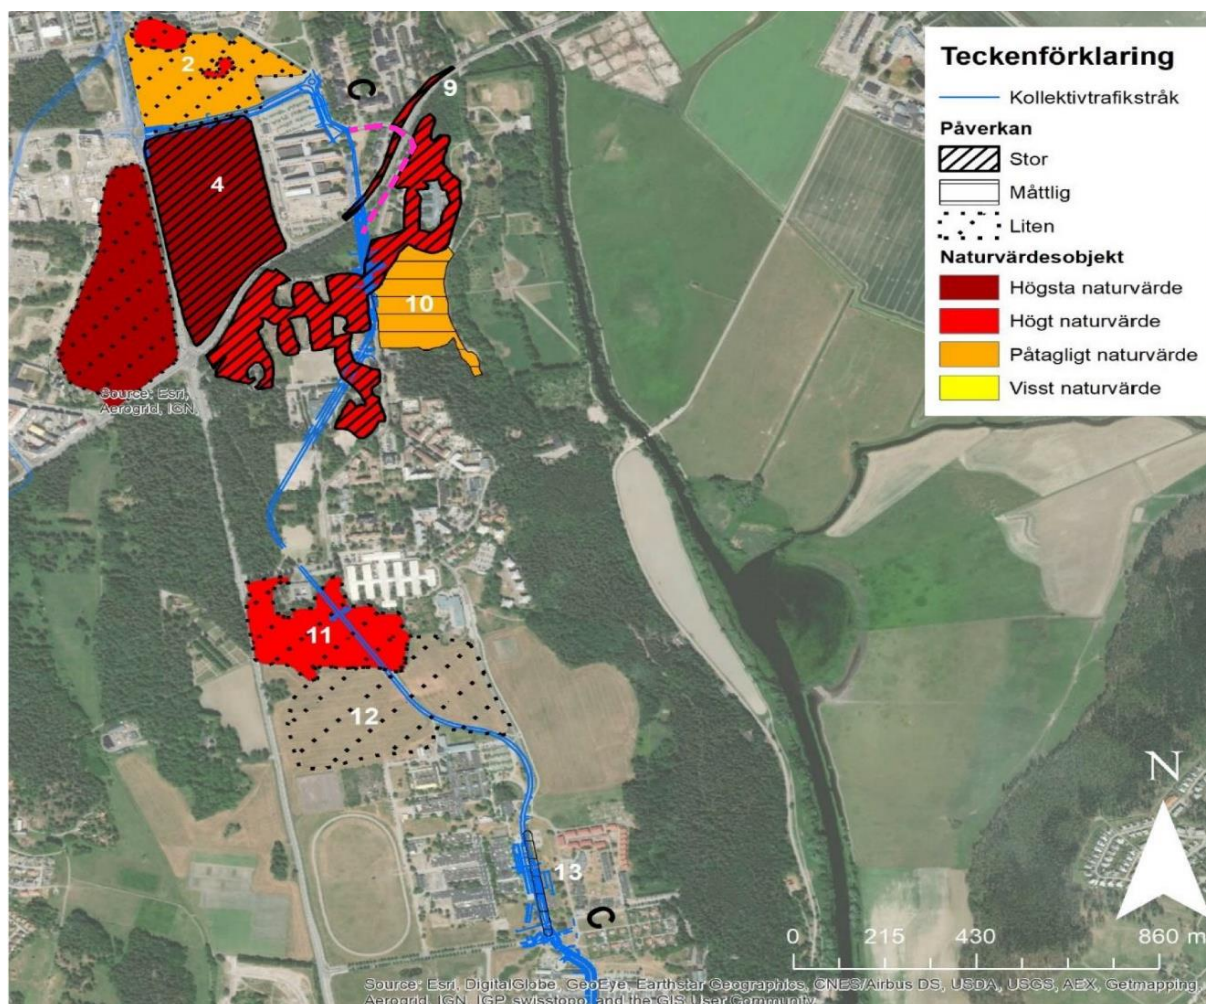 Teckenförklaring
Kollektivtrafikstråk
Påverkan
Stor
Måttlig
Liten
Naturvärdesobjekt
Högsta naturvärde
Högt naturvärde
Påtagligt naturvärde
Visst naturvärde
2
C
9
4
10
Source: Esri,
Aerogrid, IGN,
11
12
13
C
N
0 215 430 860 m
Source: Esri, DigitalGlobe, GeoEye, Earthstar Geographics, CNES/Airbus DS, USDA, USGS, AEX, Getmapping,
Aerogrid, IGN, IGP, swisstopo, and the GIS User Community